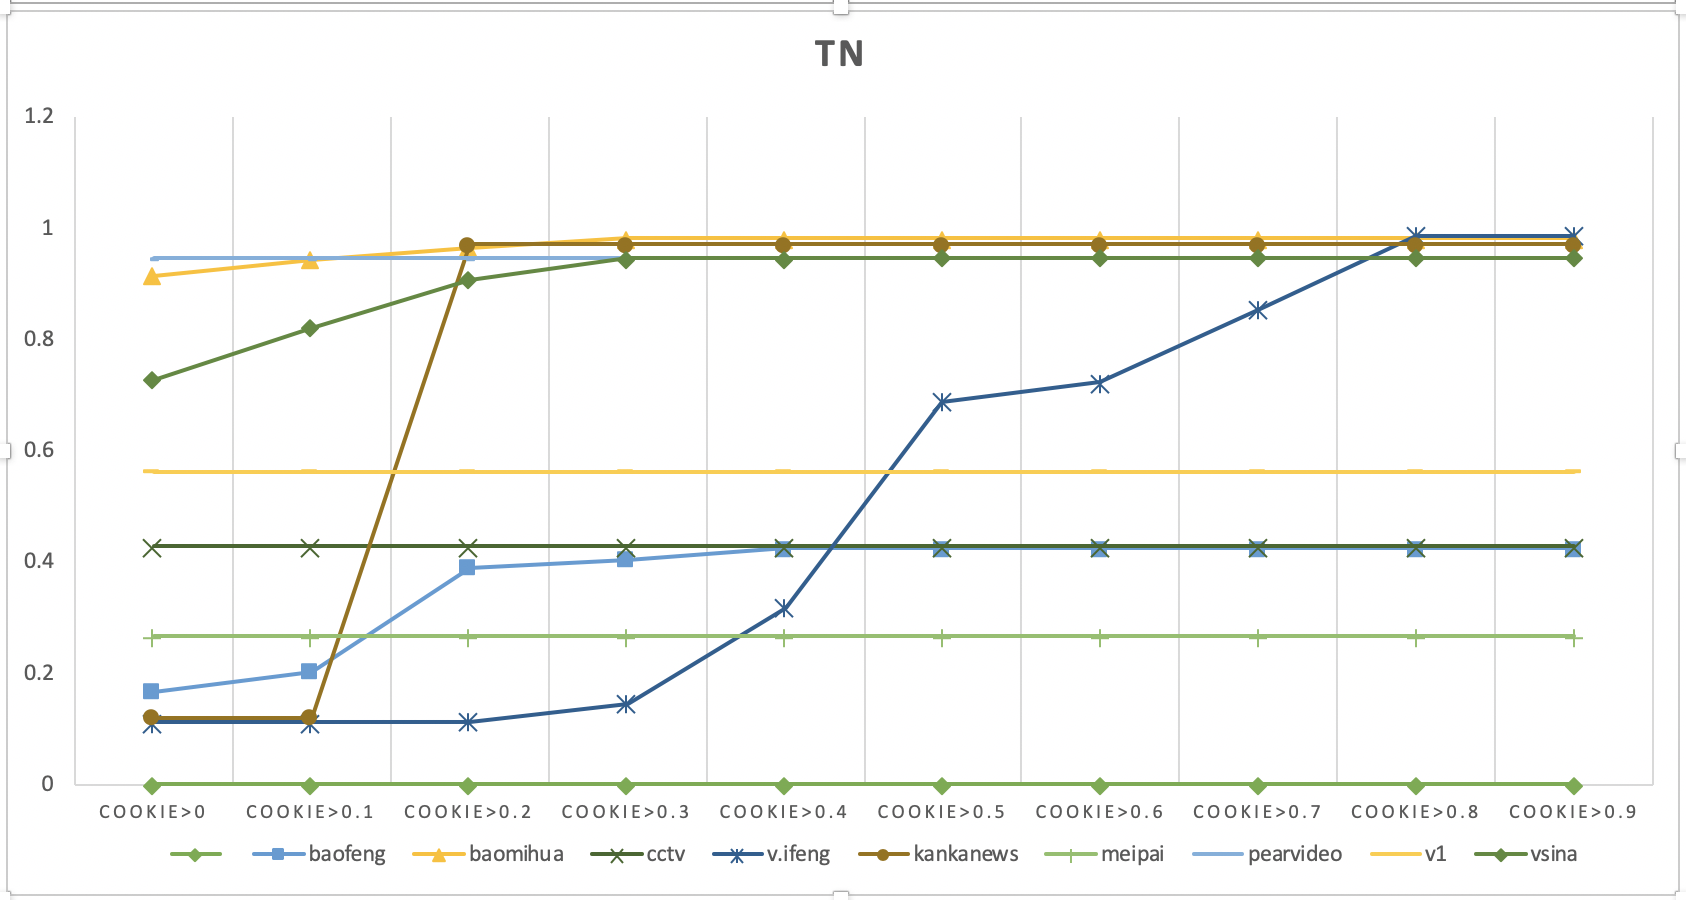 TN
1.2
1
0.8
0.6
0.4
0.2
0
COOKIE>0 COOKIE>0.1 COOKIE>0.2 COOKIE>0.3 COOKIE>0.4 COOKIE>0.5 COOKIE>0.6 COOKIE>0.7 COOKIE>0.8 COOKIE>0.9
baofeng baomihua cctv v.ifeng kankanews meipai pearvideo v1 vsina